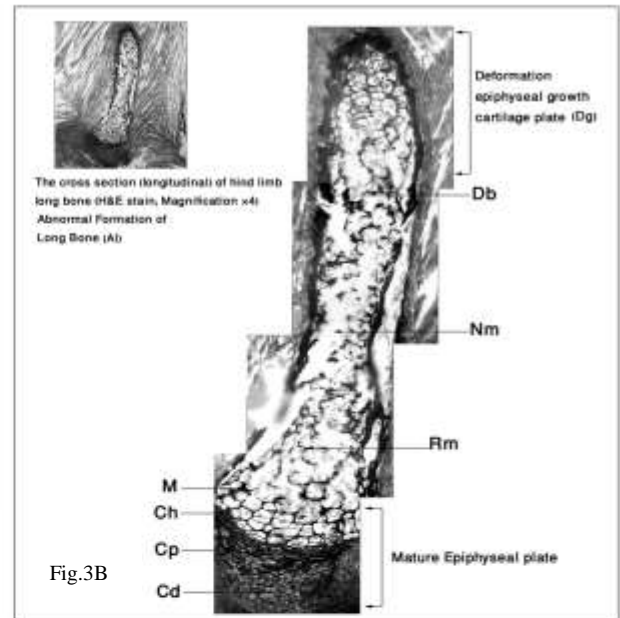 Deformation
epiphyseal growth
cartilage plate (Dg)
The cross section (longitudinal) of hind limb
long bone (H&E stain, Magnification ×4)
Abnormal Formation of
Long Bone (Al)
Db
Nm
Rm
M
Ch
Cp
Mature Epiphyseal plate
Fig.3B
Cd